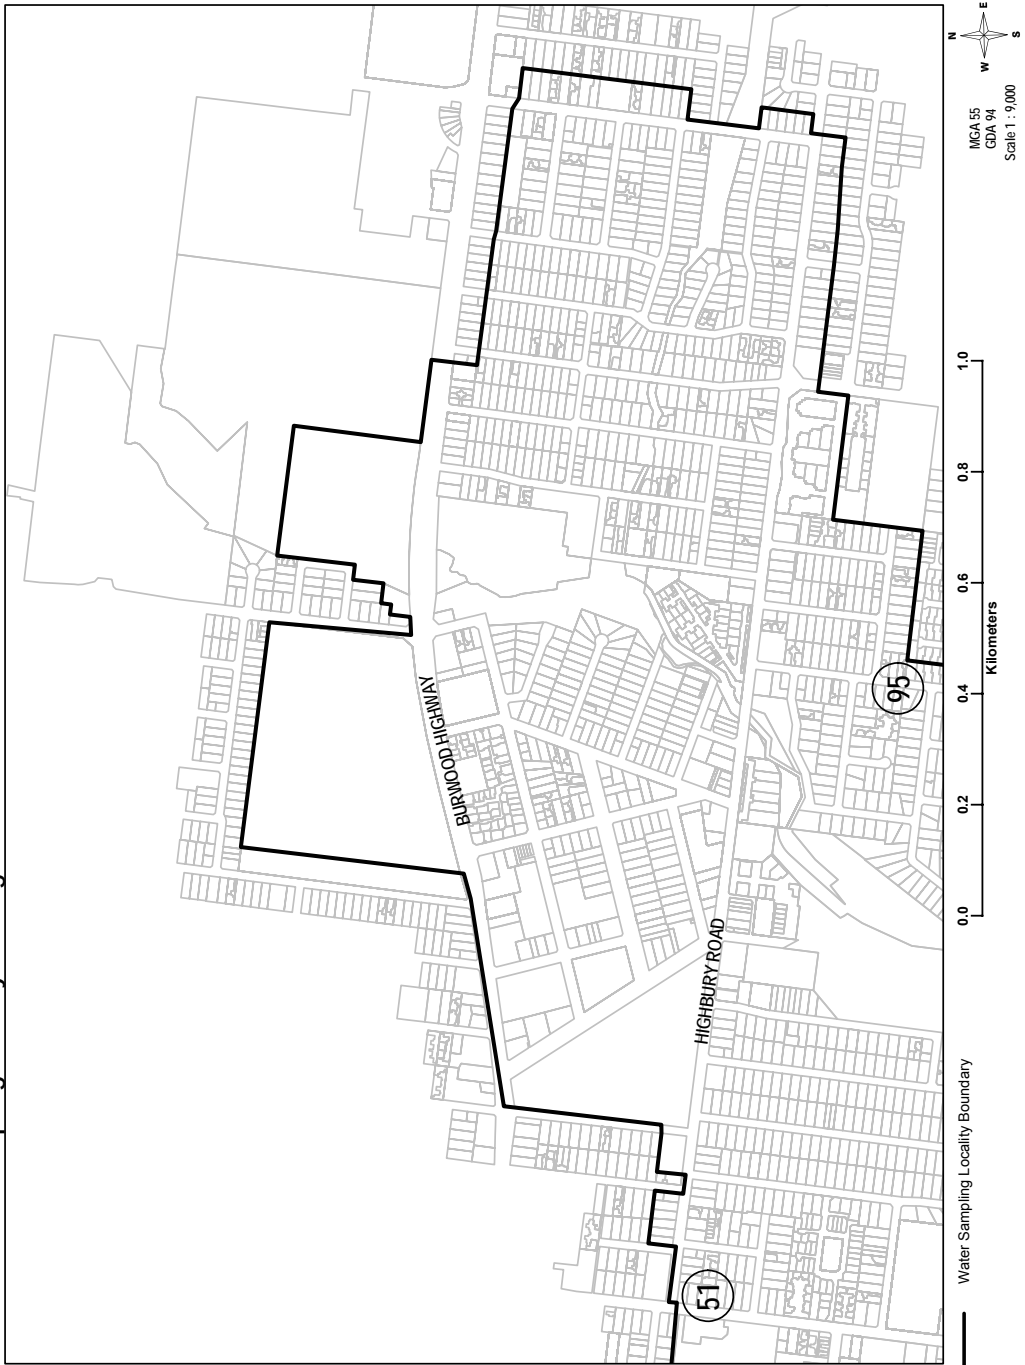 BURWOOD HIGHWAY
HIGHBURY ROAD
95
51
Water Sampling Locality Boundary
0.0 0.2 0.4 0.6 0.8 1.0
Kilometers
N
W E
S
MGA 55
GDA 94
Scale 1 : 9,000